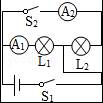 S₂ A₂
A₁ L₁ L₂
S₁